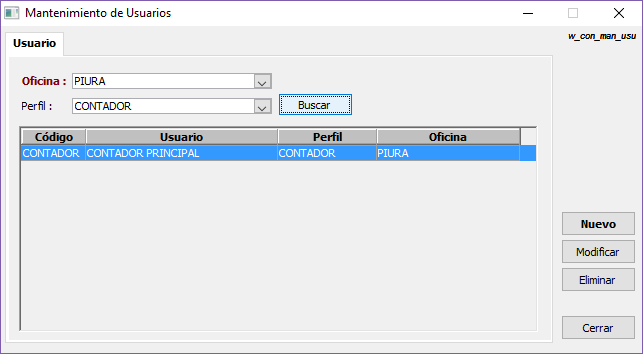 Mantenimiento de Usuarios
w_con_man_usu
Usuario
Oficina : PIURA
Perfil : CONTADOR Buscar
Código Usuario Perfil Oficina
CONTADOR CONTADOR PRINCIPAL CONTADOR PIURA
Nuevo
Modificar
Eliminar
Cerrar